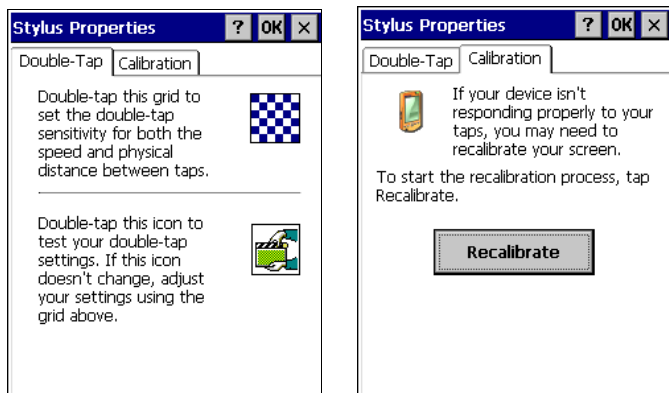 Stylus Properties ? OK ×
Double-Tap Calibration
Double-tap this grid to
set the double-tap
sensitivity for both the
speed and physical
distance between taps.
Double-tap this icon to
test your double-tap
settings. If this icon
doesn't change, adjust
your settings using the
grid above.
Stylus Properties ? OK ×
Double-Tap Calibration
If your device isn't
responding properly to your
taps, you may need to
recalibrate your screen.
To start the recalibration process, tap
Recalibrate.
Recalibrate